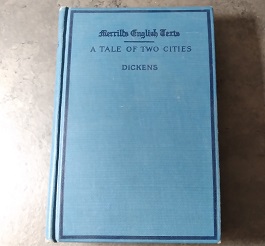 Merrill's English Texts
A TALE OF TWO CITIES
DICKENS